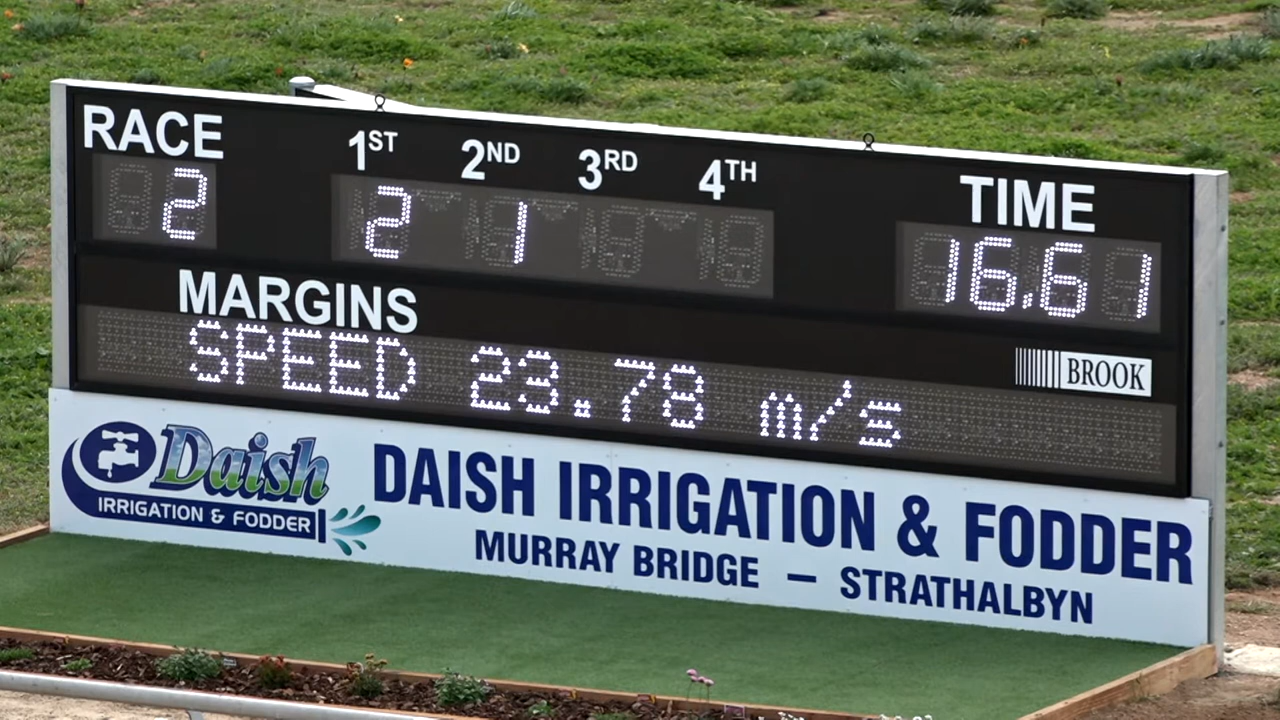 RACE 1ST 2ND 3RD 4TH TIME
2 2 1 16.61
MARGINS
BROOK
SPEED 23.78 m/s
Daish
IRRIGATION & FODDER
DAISH IRRIGATION & FODDER
MURRAY BRIDGE – STRATHALBYN